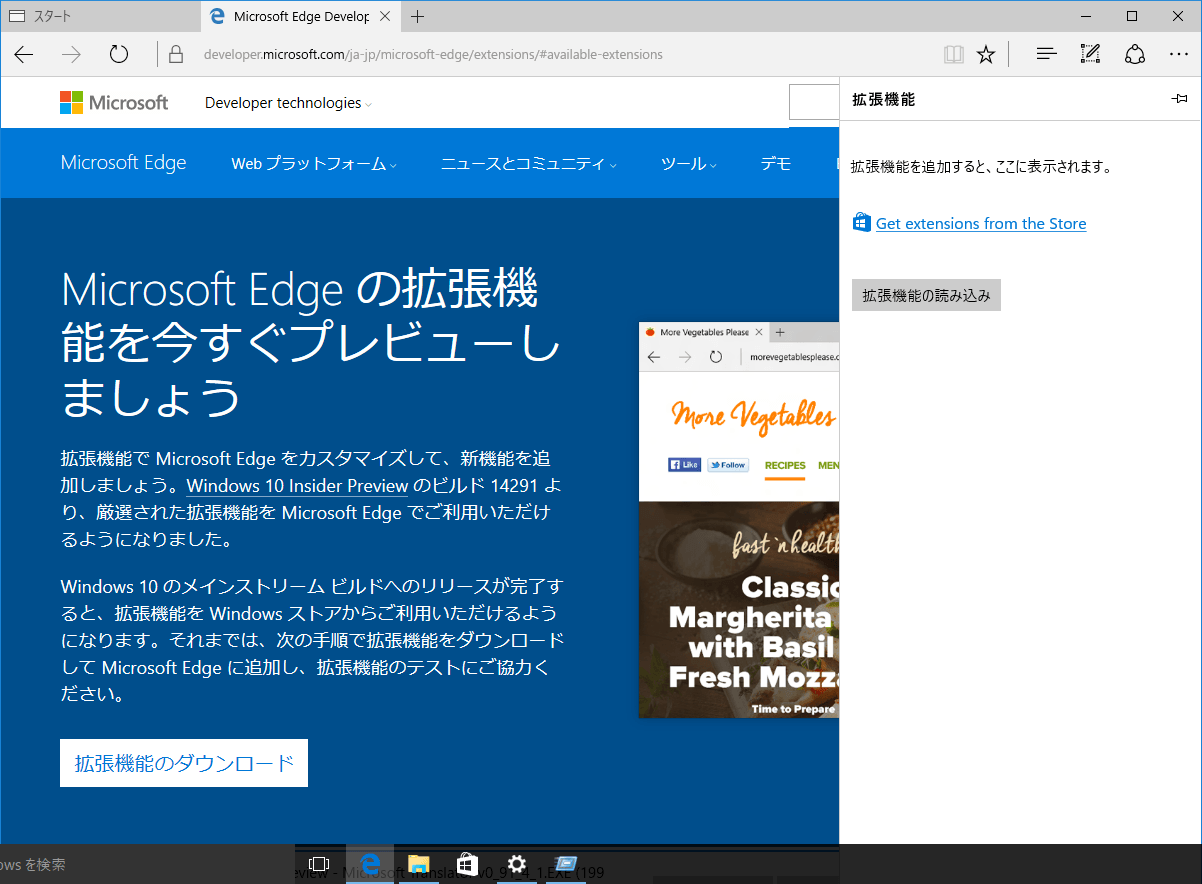 スタート
Microsoft Edge Develop
developer.microsoft.com/ja-jp/microsoft-edge/extensions/#available-extensions
Microsoft
Developer technologies
Microsoft Edge
Web プラットフォーム
ニュースとコミュニティ
ツール
デモ
Microsoft Edge の拡張機
能を今すぐプレビューし
ましょう
拡張機能で Microsoft Edge をカスタマイズして、新機能を追
加しましょう。Windows 10 Insider Preview のビルド 14291 よ
り、厳選された拡張機能を Microsoft Edge でご利用いただけ
るようになりました。
Windows 10 のメインストリーム ビルドへのリリースが完了す
ると、拡張機能を Windows ストアからご利用いただけるよう
になります。それまでは、次の手順で拡張機能をダウンロード
して Microsoft Edge に追加し、拡張機能のテストにご協力く
ださい。
拡張機能のダウンロード
More Vegetables Please
morevegetablesplease.c
More Vegetables
Like
Follow
RECIPES
MEN
fast 'n health
Classic
Margherita
with Basil
Fresh Mozza
Time to Prepare
拡張機能
拡張機能を追加すると、ここに表示されます。
Get extensions from the Store
拡張機能の読み込み
ows を検索
eview - Microsoft Translator v0_91_4_1.EXE (199